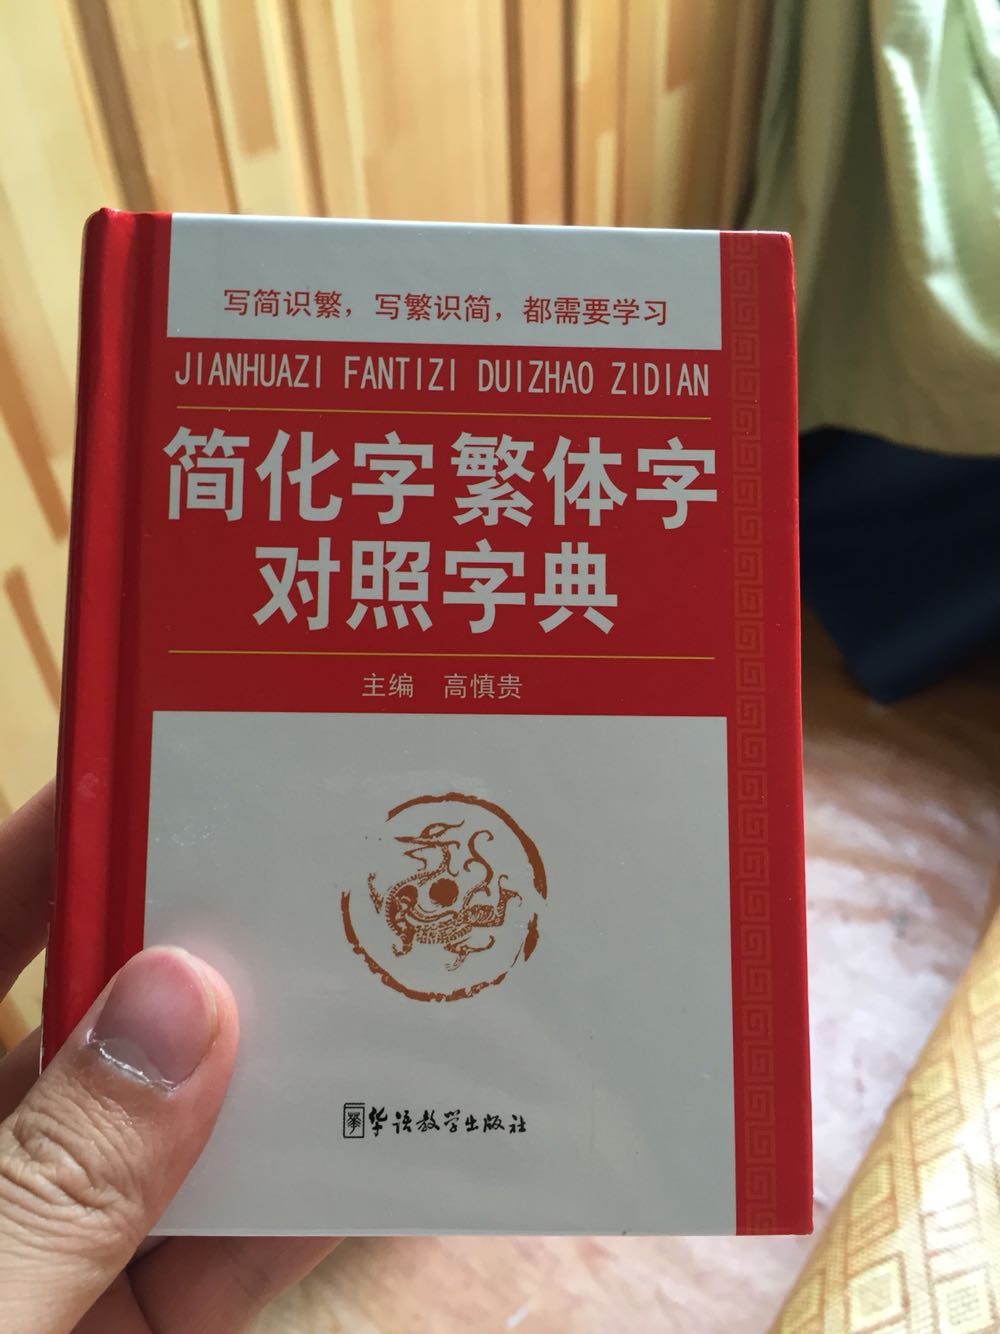 写简识繁，写繁识简，都需要学习
JIANHUAZI FANTIZI DUIZHAO ZIDIAN
简化字繁体字
对照字典
主编 高慎贵
华语教学出版社